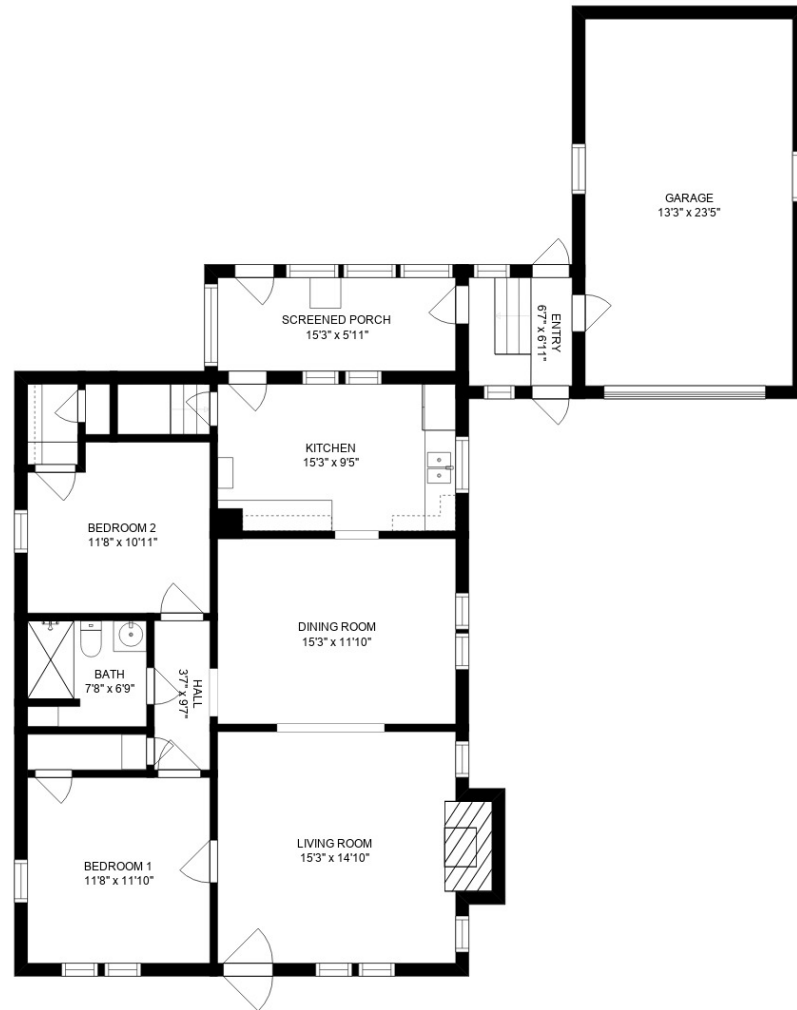 GARAGE
13'3" x 23'5"
SCREENED PORCH
15'3" x 5'11"
ENTRY
6'7" x 6'11"
KITCHEN
15'3" x 9'5"
BEDROOM 2
11'8" x 10'11"
DINING ROOM
15'3" x 11'10"
BATH
7'8" x 6'9"
HALL
3'7" x 9'7"
LIVING ROOM
15'3" x 14'10"
BEDROOM 1
11'8" x 11'10"